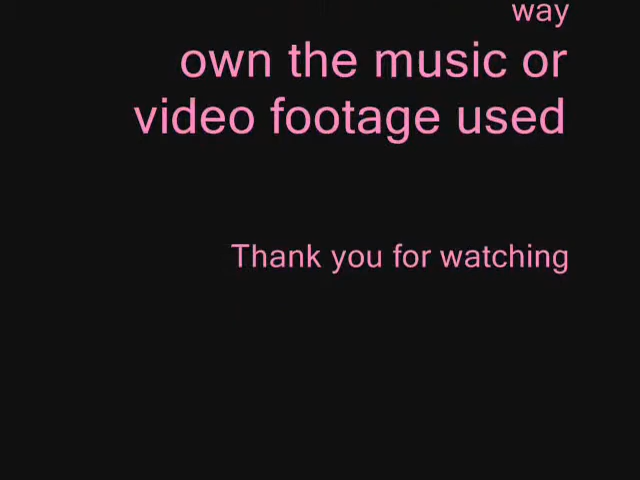 way
own the music or
video footage used
Thank you for watching